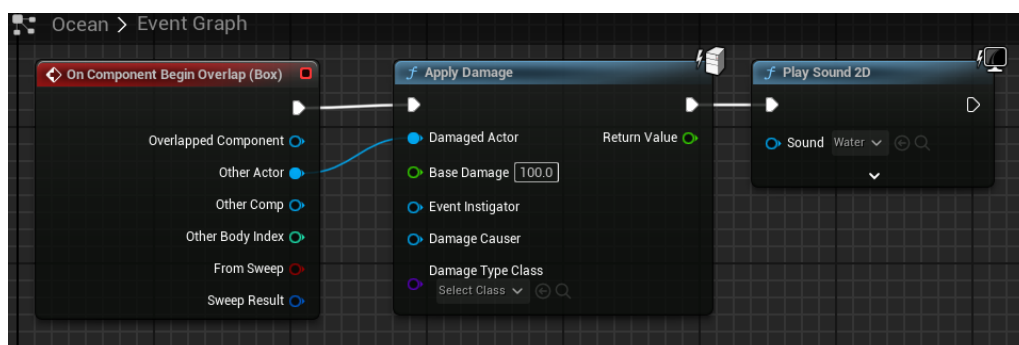 Ocean > Event Graph
On Component Begin Overlap (Box)
Overlapped Component
Other Actor
Other Comp
Other Body Index
From Sweep
Sweep Result
f Apply Damage
Damaged Actor Return Value
Base Damage 100.0
Event Instigator
Damage Causer
Damage Type Class
Select Class
f Play Sound 2D
Sound Water